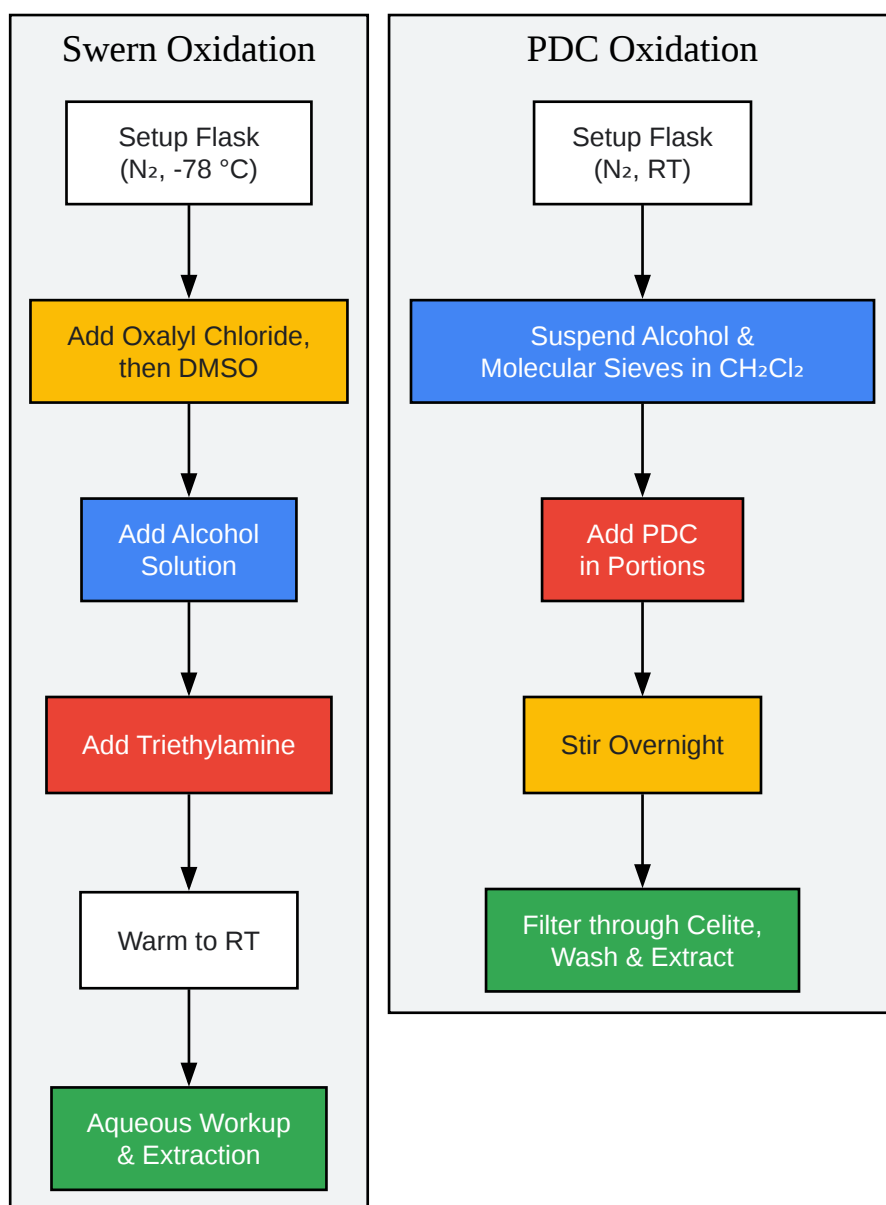 Swern Oxidation
Setup Flask
(N₂, -78 °C)
Add Oxalyl Chloride,
then DMSO
Add Alcohol
Solution
Add Triethylamine
Warm to RT
Aqueous Workup
& Extraction
PDC Oxidation
Setup Flask
(N₂, RT)
Suspend Alcohol &
Molecular Sieves in CH₂Cl₂
Add PDC
in Portions
Stir Overnight
Filter through Celite,
Wash & Extract